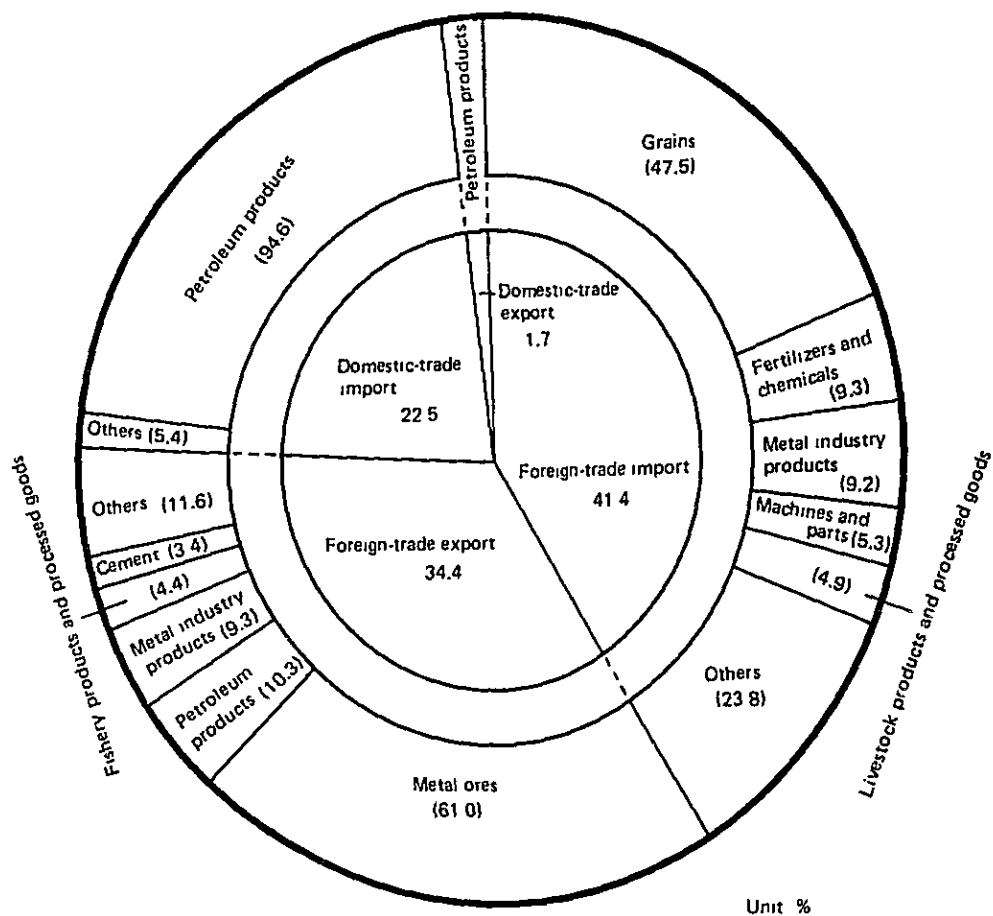 Petroleum products
Grains
(47.5)
Petroleum products
(94.6)
Domestic-trade
export
1.7
Fertilizers and
chemicals
(9.3)
Domestic-trade
import
22 5
Others (5.4)
Metal industry
products
(9.2)
Foreign-trade import
41 4
Others (11.6)
Machines and
parts (5.3)
Foreign-trade export
34.4
Cement (3 4)
(4.4)
(4.9)
Fishery products and processed goods
Livestock products and processed goods
Metal industry
products (9.3)
Petroleum
products (10.3)
Others
(23 8)
Metal ores
(61 0)
Unit %